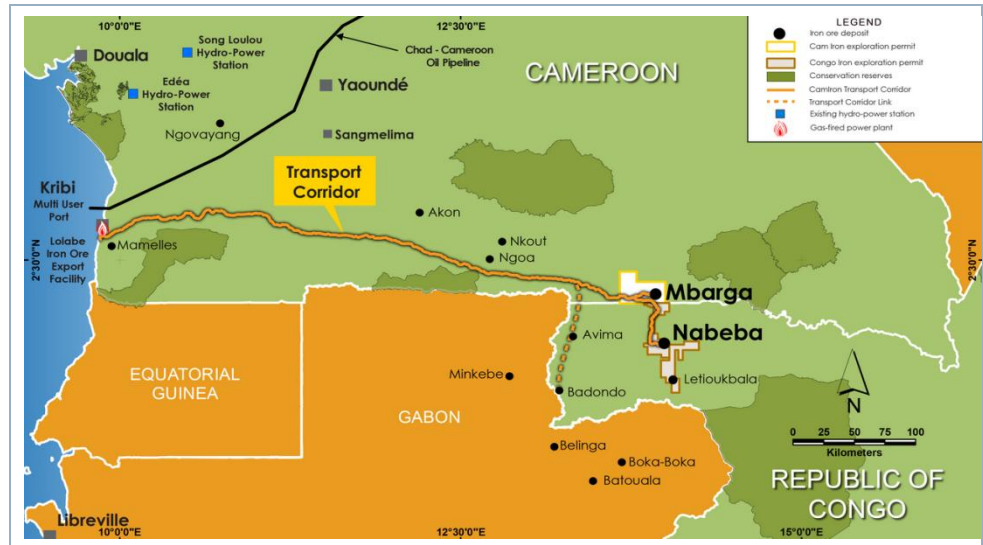 10°0'0"E
12°30'0"E
LEGEND
Iron ore deposit
Cam Iron exploration permit
Congo Iron exploration permit
Conservation reserves
CamIron Transport Corridor
Transport Corridor Link
Existing hydro-power station
Gas-fired power plant
Song Loulou
Hydro-Power
Station
Douala
Chad - Cameroon
Oil Pipeline
CAMEROON
Edéa
Hydro-Power
Station
Yaoundé
Ngovayang
Sangmelima
Transport
Corridor
Kribi
Multi User
Port
Akon
Lolabe
Iron Ore
Export
Facility
Mamelles
Nkout
Ngoa
2°30'0"N
2°30'0"N
Mbarga
Nabeba
Avima
EQUATORIAL
GUINEA
Minkebe
Letioukbala
Badondo
GABON
N
0 25 50 75 100
Kilometers
Belinga
Boka-Boka
Batouala
REPUBLIC OF
CONGO
Libreville
10°0'0"E
12°30'0"E
15°0'0"E